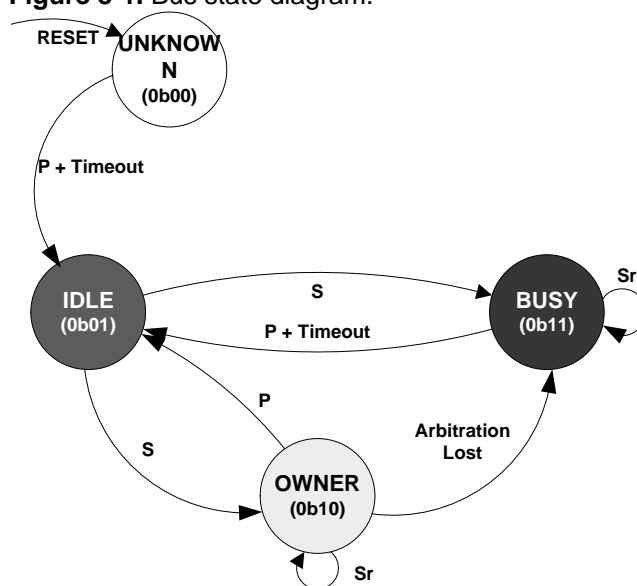 Figure 3-1. Bus state diagram.
RESET
UNKNOW
N
(0b00)
P + Timeout
IDLE
(0b01)
S
BUSY
(0b11)
Sr
P + Timeout
P
S
Arbitration
Lost
OWNER
(0b10)
Sr